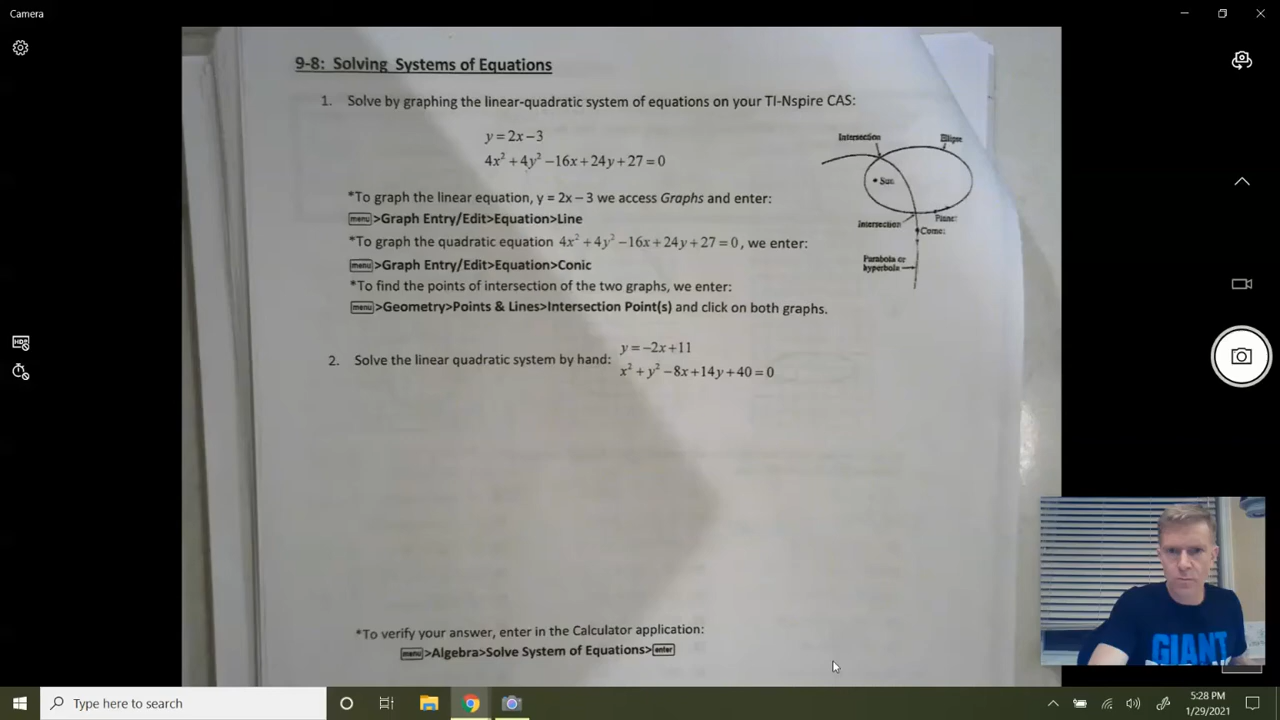 Camera
9-8: Solving Systems of Equations
1. Solve by graphing the linear-quadratic system of equations on your TI-Nspire CAS:
y = 2x – 3
4x² + 4y² – 16x + 24y + 27 = 0
Intersection
Ellipse
Sun
*To graph the linear equation, y = 2x – 3 we access Graphs and enter:
menu >Graph Entry/Edit>Equation>Line
Intersection
*To graph the quadratic equation 4x² + 4y² – 16x + 24y + 27 = 0, we enter:
Parabola or
hyperbola
menu >Graph Entry/Edit>Equation>Conic
*To find the points of intersection of the two graphs, we enter:
menu >Geometry>Points & Lines>Intersection Point(s) and click on both graphs.
2. Solve the linear quadratic system by hand:
y = –2x + 11
x² + y² – 8x + 14y + 40 = 0
GIANT
*To verify your answer, enter in the Calculator application:
menu >Algebra>Solve System of Equations> enter
Type here to search
5:28 PM
1/29/2021